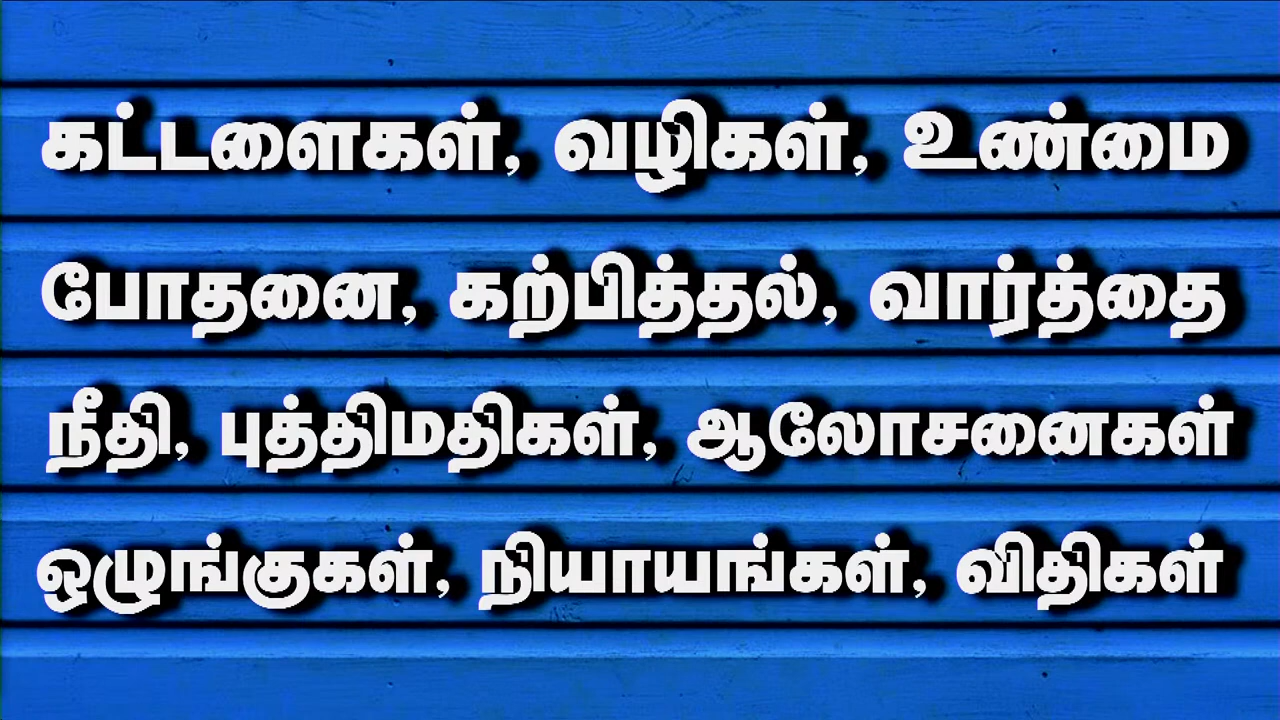 கட்டளைகள், வழிகள், உண்மை
போதனை, கற்பித்தல், வார்த்தை
நீதி, புத்திமதிகள், ஆலோசனைகள்
ஒழுங்குகள், நியாயங்கள், விதிகள்